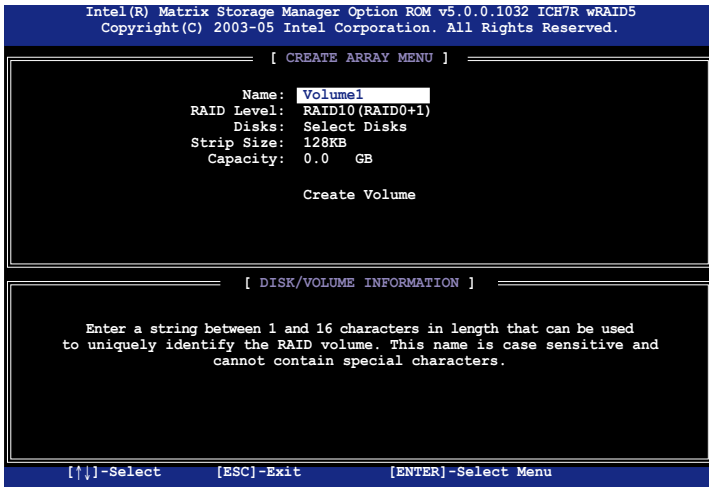 Intel(R) Matrix Storage Manager Option ROM v5.0.0.1032 ICH7R wRAID5
Copyright(C) 2003-05 Intel Corporation. All Rights Reserved.
[ CREATE ARRAY MENU ]
Name: Volume1
RAID Level: RAID10(RAID0+1)
Disks: Select Disks
Strip Size: 128KB
Capacity: 0.0 GB
Create Volume
[ DISK/VOLUME INFORMATION ]
Enter a string between 1 and 16 characters in length that can be used
to uniquely identify the RAID volume. This name is case sensitive and
cannot contain special characters.
[↑↓]-Select [ESC]-Exit [ENTER]-Select Menu